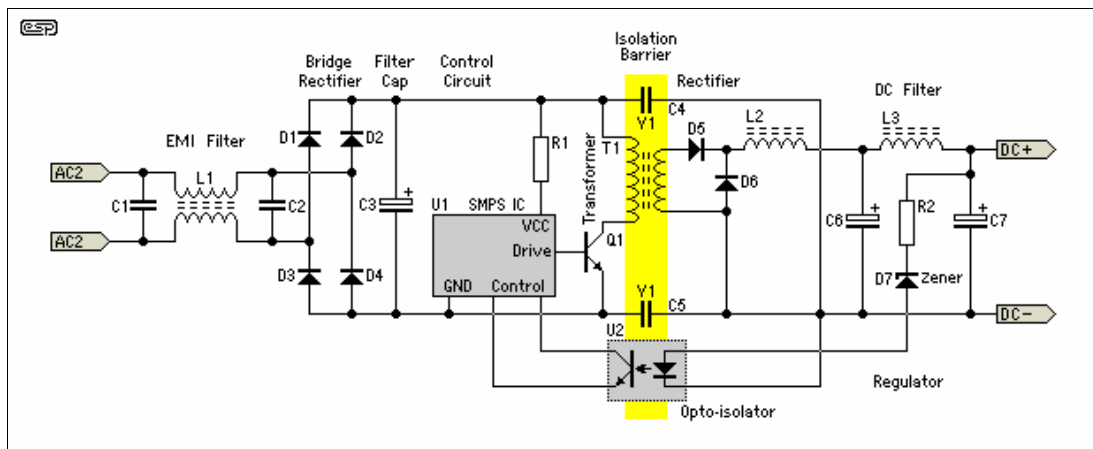 esp
Isolation
Barrier
Bridge
Rectifier
Filter
Cap
Control
Circuit
Rectifier
DC Filter
C4
Y1
L2
L3
D1
D2
EMI Filter
R1
T1
D5
Transformer
AC2
L1
DC+
D6
C1
C2
C3
+
U1
SMPS IC
VCC
Drive
Q1
C6
+
R2
+
C7
AC2
D3
D4
GND
Control
D7
Zener
Y1
C5
DC-
U2
Regulator
Opto-isolator